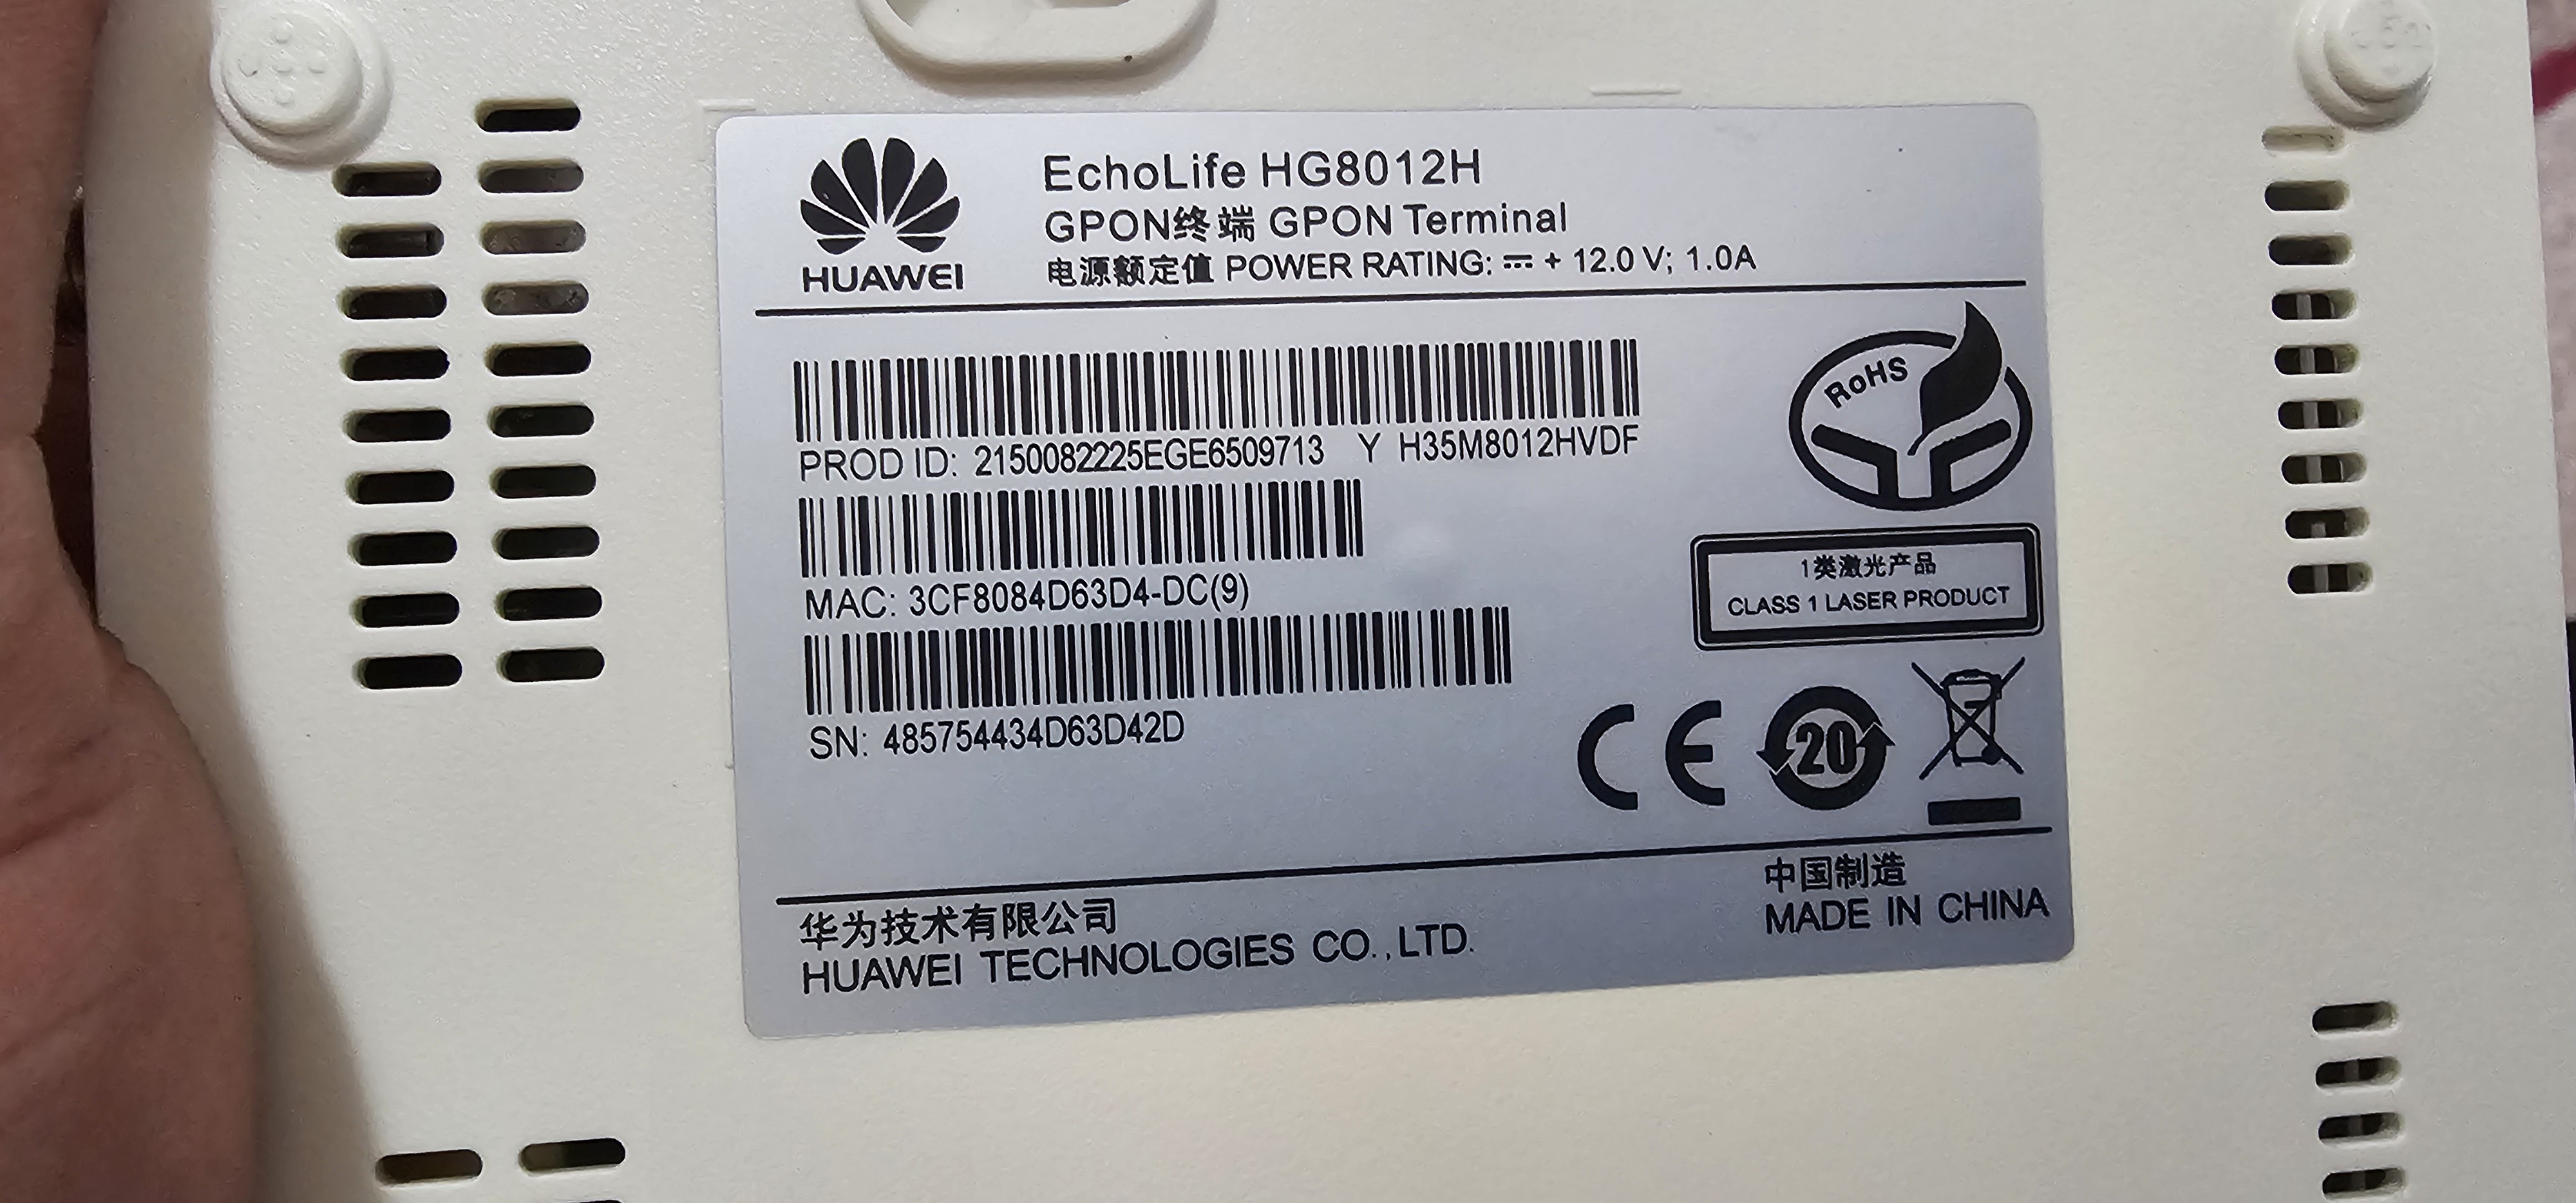 EchoLife HG8012H
GPON终端 GPON Terminal
电源额定值 POWER RATING: ⎓ + 12.0 V; 1.0A
HUAWEI
PROD ID: 2150082225EGE6509713 Y H35M8012HVDF
RoHS
MAC: 3CF8084D63D4-DC(9)
1类激光产品
CLASS 1 LASER PRODUCT
SN: 485754434D63D42D
CE
20
华为技术有限公司
HUAWEI TECHNOLOGIES CO.,LTD.
中国制造
MADE IN CHINA